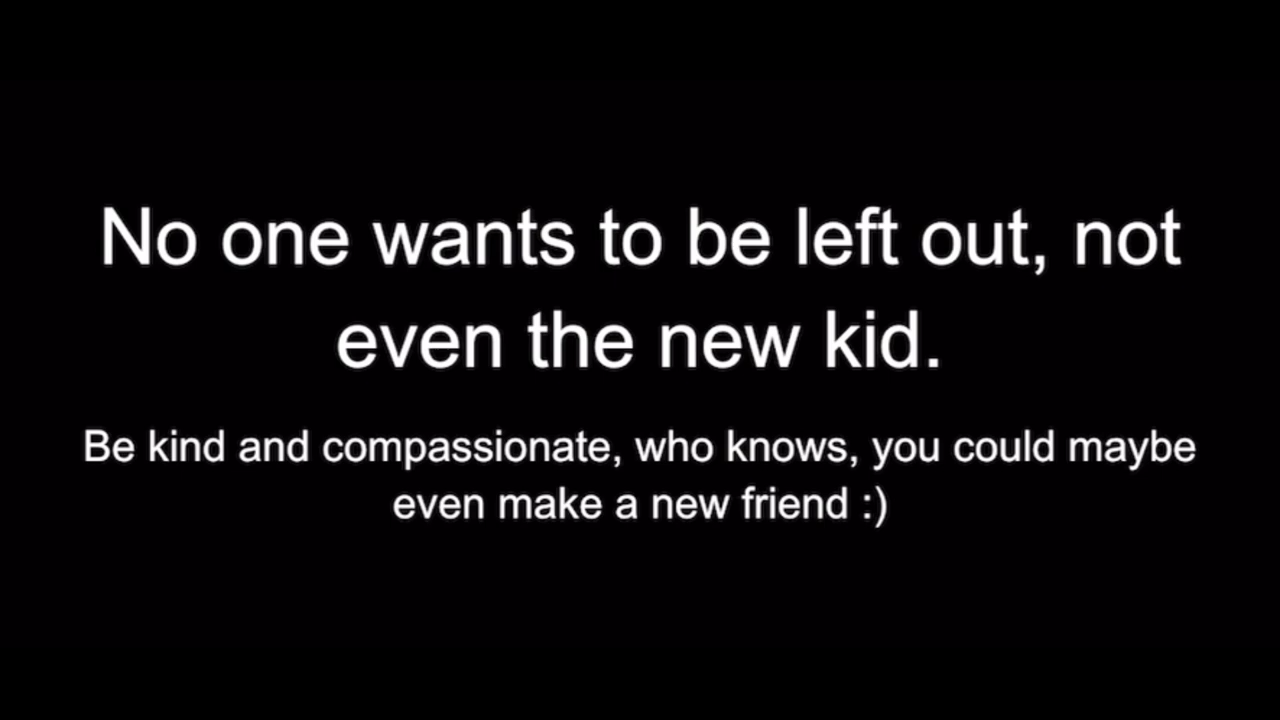 No one wants to be left out, not
even the new kid.
Be kind and compassionate, who knows, you could maybe
even make a new friend :)